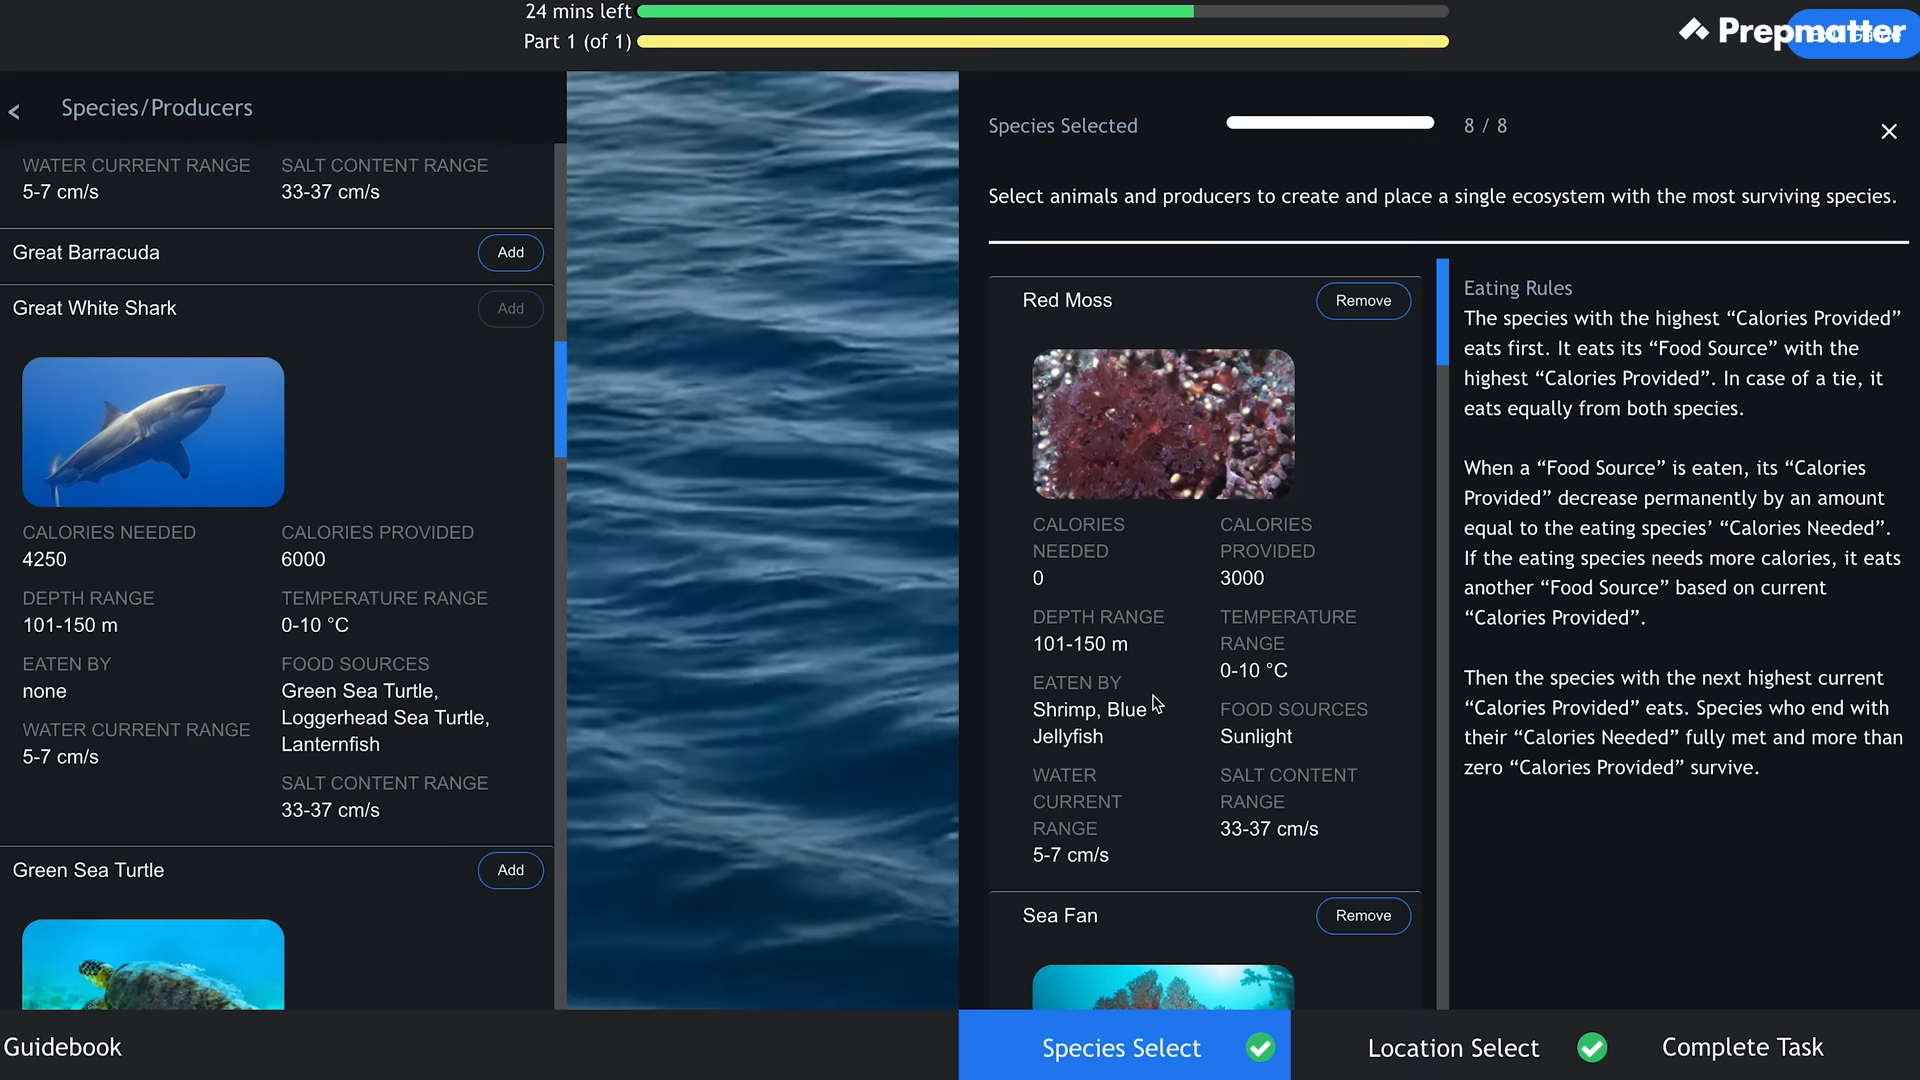 24 mins left
Part 1 (of 1)
Prepmatter
<
Species/Producers
WATER CURRENT RANGE
5-7 cm/s
SALT CONTENT RANGE
33-37 cm/s
Great Barracuda
Add
Great White Shark
Add
CALORIES NEEDED
4250
CALORIES PROVIDED
6000
DEPTH RANGE
101-150 m
TEMPERATURE RANGE
0-10 °C
EATEN BY
none
FOOD SOURCES
Green Sea Turtle,
Loggerhead Sea Turtle,
Lanternfish
WATER CURRENT RANGE
5-7 cm/s
SALT CONTENT RANGE
33-37 cm/s
Green Sea Turtle
Add
Species Selected
8 / 8
Select animals and producers to create and place a single ecosystem with the most surviving species.
Red Moss
Remove
CALORIES
NEEDED
0
CALORIES
PROVIDED
3000
DEPTH RANGE
101-150 m
TEMPERATURE
RANGE
0-10 °C
EATEN BY
Shrimp, Blue
Jellyfish
FOOD SOURCES
Sunlight
WATER
CURRENT
RANGE
5-7 cm/s
SALT CONTENT
RANGE
33-37 cm/s
Sea Fan
Remove
Eating Rules
The species with the highest “Calories Provided”
eats first. It eats its “Food Source” with the
highest “Calories Provided”. In case of a tie, it
eats equally from both species.
When a “Food Source” is eaten, its “Calories
Provided” decrease permanently by an amount
equal to the eating species’ “Calories Needed”.
If the eating species needs more calories, it eats
another “Food Source” based on current
“Calories Provided”.
Then the species with the next highest current
“Calories Provided” eats. Species who end with
their “Calories Needed” fully met and more than
zero “Calories Provided” survive.
Guidebook
Species Select
Location Select
Complete Task